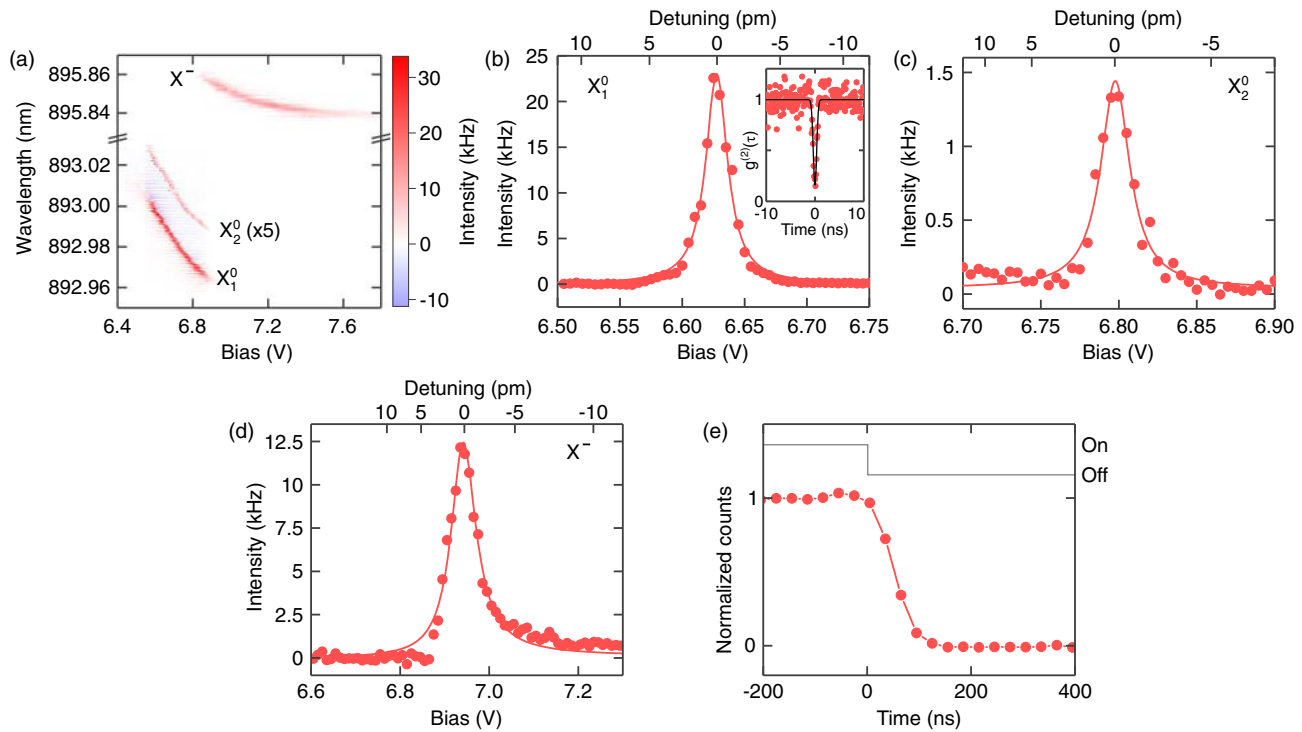 (a)
Wavelength (nm)
895.86
895.84
893.02
893.00
892.98
892.96
X⁻
X₂⁰ (x5)
X₁⁰
6.4 6.8 7.2 7.6
Bias (V)
30
20
10
0
-10
Intensity (kHz)
(b)
Detuning (pm)
10 5 0 -5 -10
X₁⁰
Intensity (kHz)
25
20
15
10
5
0
6.50 6.55 6.60 6.65 6.70 6.75
Bias (V)
g⁽²⁾(τ)
1
0
-10 0 10
Time (ns)
(c)
Detuning (pm)
10 5 0 -5
X₂⁰
Intensity (kHz)
1.5
1
0.5
0
6.70 6.75 6.80 6.85 6.90
Bias (V)
(d)
Detuning (pm)
10 5 0 -5 -10
X⁻
Intensity (kHz)
12.5
10
7.5
5
2.5
0
6.6 6.8 7.0 7.2
Bias (V)
(e)
On
Off
Normalized counts
1
0
-200 0 200 400
Time (ns)